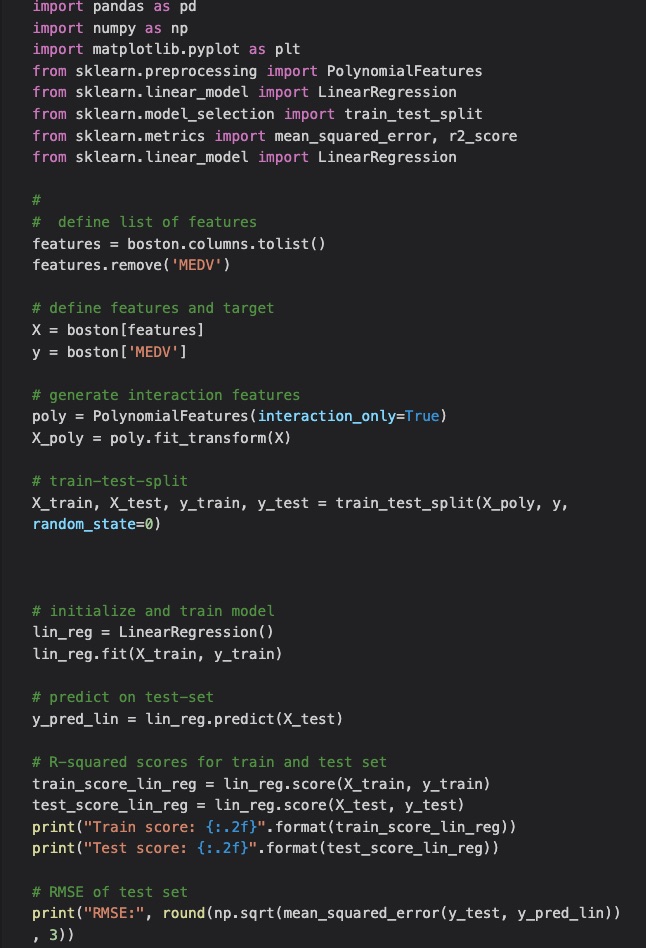 import pandas as pd
import numpy as np
import matplotlib.pyplot as plt
from sklearn.preprocessing import PolynomialFeatures
from sklearn.linear_model import LinearRegression
from sklearn.model_selection import train_test_split
from sklearn.metrics import mean_squared_error, r2_score
from sklearn.linear_model import LinearRegression
#
#  define list of features
features = boston.columns.tolist()
features.remove('MEDV')
# define features and target
X = boston[features]
y = boston['MEDV']
# generate interaction features
poly = PolynomialFeatures(interaction_only=True)
X_poly = poly.fit_transform(X)
# train-test-split
X_train, X_test, y_train, y_test = train_test_split(X_poly, y,
random_state=0)
# initialize and train model
lin_reg = LinearRegression()
lin_reg.fit(X_train, y_train)
# predict on test-set
y_pred_lin = lin_reg.predict(X_test)
# R-squared scores for train and test set
train_score_lin_reg = lin_reg.score(X_train, y_train)
test_score_lin_reg = lin_reg.score(X_test, y_test)
print("Train score: {:.2f}".format(train_score_lin_reg))
print("Test score: {:.2f}".format(test_score_lin_reg))
# RMSE of test set
print("RMSE:", round(np.sqrt(mean_squared_error(y_test, y_pred_lin))
, 3))